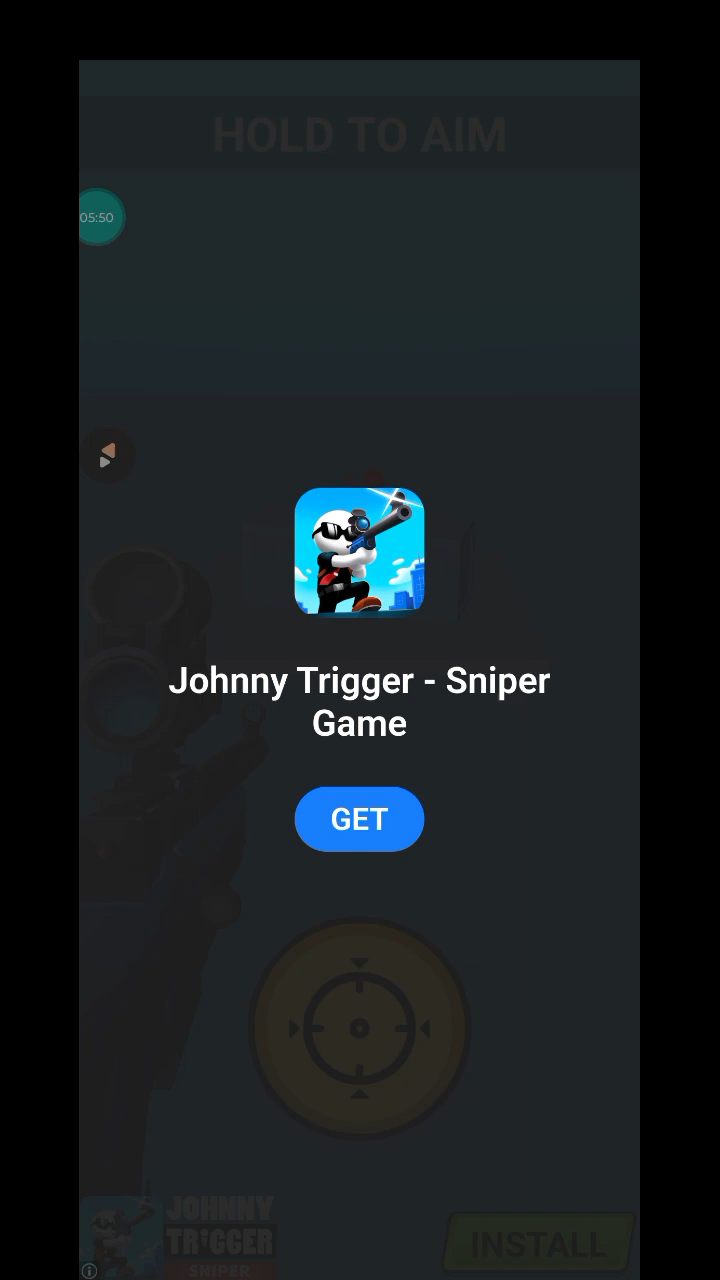 HOLD TO AIM
05:50
Johnny Trigger - Sniper
Game
GET
JOHNNY
TRIGGER
SNIPER
INSTALL